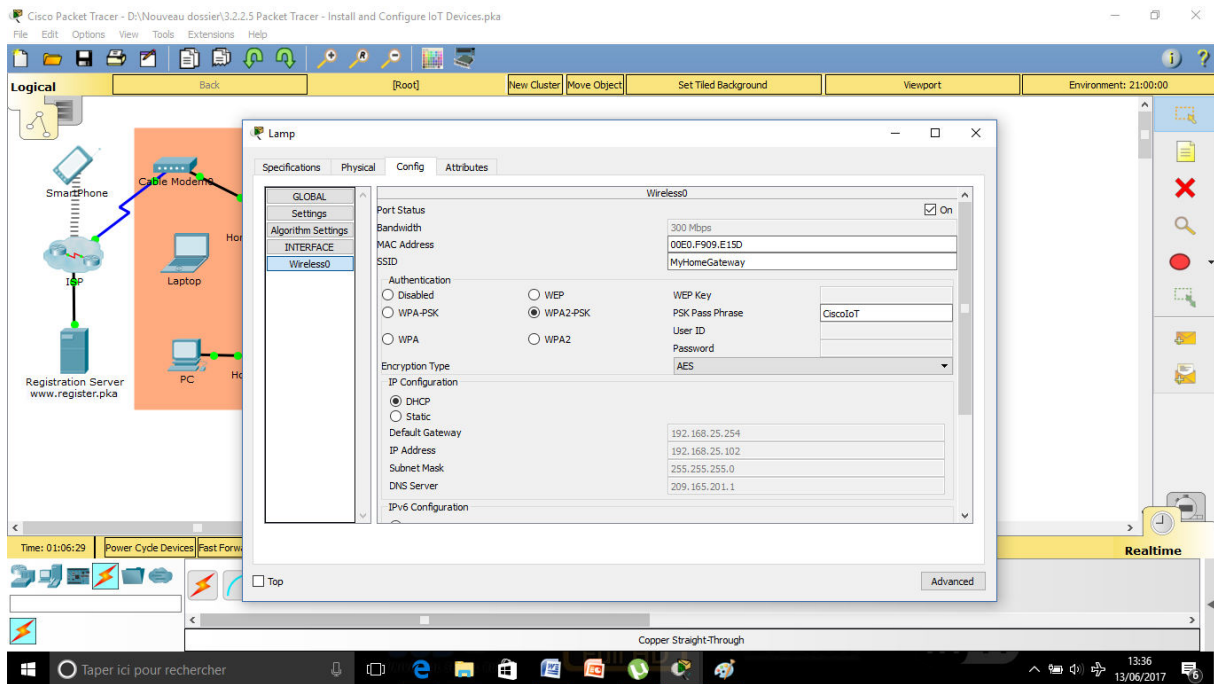 Cisco Packet Tracer - D:\Nouveau dossier\3.2.2.5 Packet Tracer - Install and Configure IoT Devices.pka
File Edit Options View Tools Extensions Help
Logical Back [Root] New Cluster Move Object Set Tiled Background Viewport Environment: 21:00:00
SmartPhone
Cable Modem0
Hor
ISP
Laptop
Registration Server
www.register.pka
PC
Ho
Lamp
Specifications Physical Config Attributes
GLOBAL
Settings
Algorithm Settings
INTERFACE
Wireless0
Wireless0
Port Status On
Bandwidth 300 Mbps
MAC Address 00E0.F909.E15D
SSID MyHomeGateway
Authentication
Disabled WEP WEP Key
WPA-PSK WPA2-PSK PSK Pass Phrase CiscoIoT
User ID
WPA WPA2
Password
Encryption Type AES
IP Configuration
DHCP
Static
Default Gateway 192.168.25.254
IP Address 192.168.25.102
Subnet Mask 255.255.255.0
DNS Server 209.165.201.1
IPv6 Configuration
Top Advanced
Time: 01:06:29 Power Cycle Devices Fast Forw
Realtime
Copper Straight-Through
Taper ici pour rechercher
13:36
13/06/2017
6